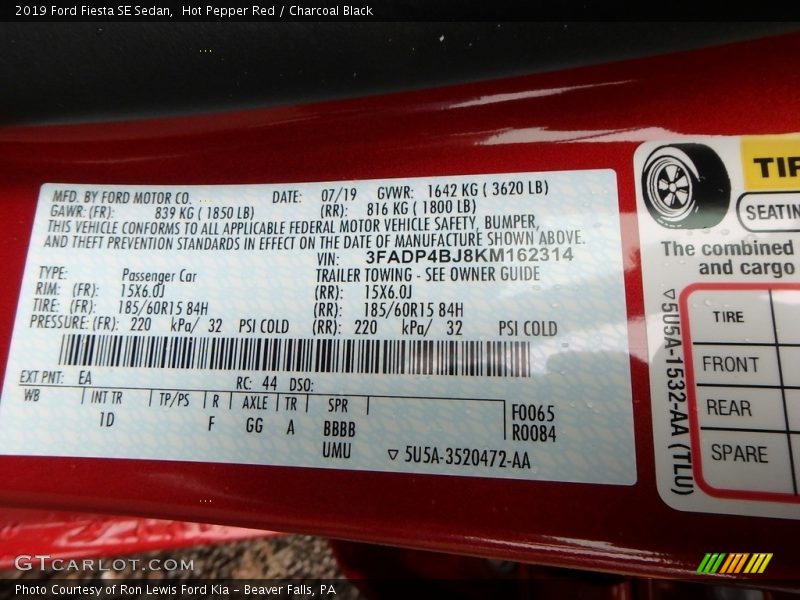 2019 Ford Fiesta SE Sedan,  Hot Pepper Red / Charcoal Black
MFD. BY FORD MOTOR CO. DATE: 07/19 GVWR: 1642 KG ( 3620 LB)
GAWR: (FR): 839 KG ( 1850 LB) (RR): 816 KG ( 1800 LB)
THIS VEHICLE CONFORMS TO ALL APPLICABLE FEDERAL MOTOR VEHICLE SAFETY, BUMPER,
AND THEFT PREVENTION STANDARDS IN EFFECT ON THE DATE OF MANUFACTURE SHOWN ABOVE.
VIN: 3FADP4BJ8KM162314
TYPE: Passenger Car TRAILER TOWING - SEE OWNER GUIDE
RIM: (FR): 15X6.0J (RR): 15X6.0J
TIRE: (FR): 185/60R15 84H (RR): 185/60R15 84H
PRESSURE: (FR): 220 kPa/ 32 PSI COLD (RR): 220 kPa/ 32 PSI COLD
EXT PNT: EA RC: 44 DSO:
WB INT TR TP/PS R AXLE TR SPR F0065
1D F GG A BBBB R0084
UMU ▽ 5U5A-3520472-AA
TIR
SEATIN
The combined
and cargo
▽5U5A-1532-AA (TLU)
TIRE
FRONT
REAR
SPARE
GTCARLOT.COM
Photo Courtesy of Ron Lewis Ford Kia – Beaver Falls, PA